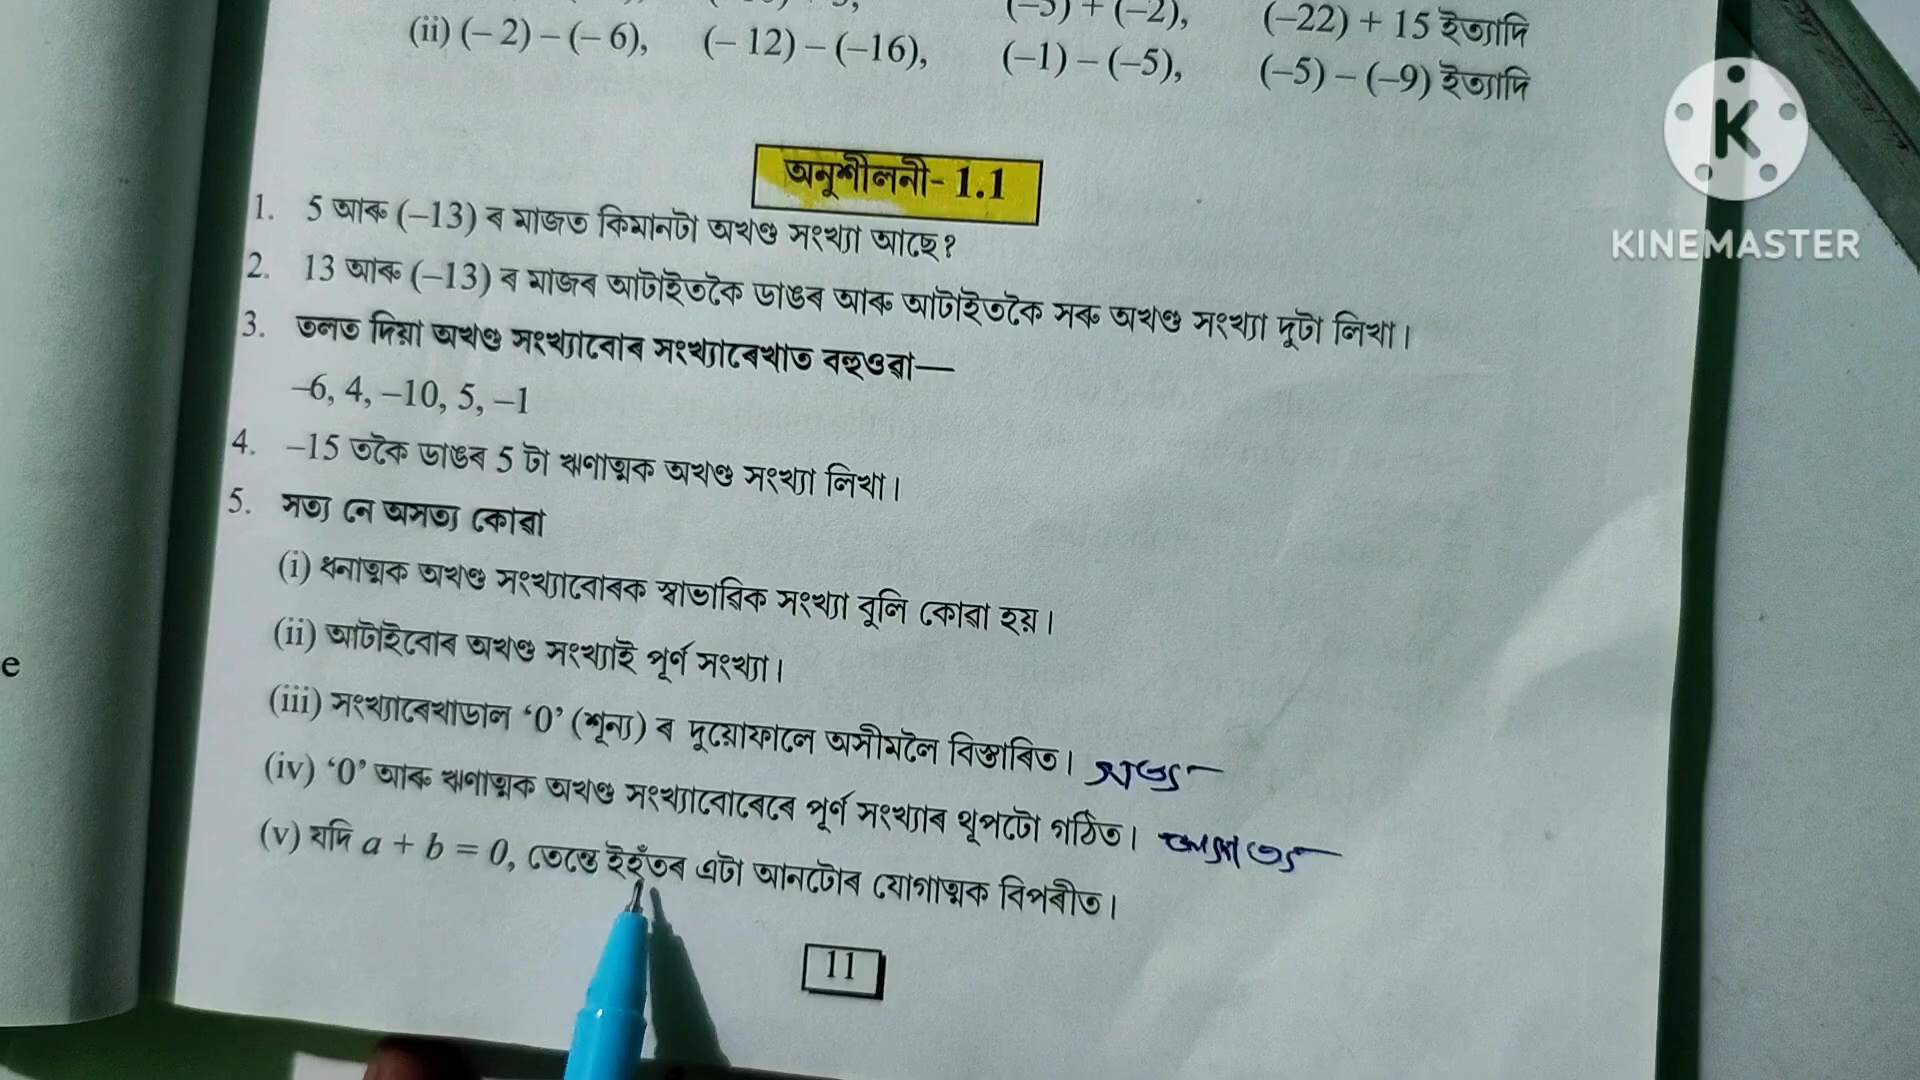 (–5) + (–2), (–22) + 15 ইত্যাদি
(ii) (– 2) – (– 6), (– 12) – (–16), (–1) – (–5), (–5) – (–9) ইত্যাদি
অনুশীলনী- 1.1
1. 5 আৰু (–13) ৰ মাজত কিমানটা অখণ্ড সংখ্যা আছে?
2. 13 আৰু (–13) ৰ মাজৰ আটাইতকৈ ডাঙৰ আৰু আটাইতকৈ সৰু অখণ্ড সংখ্যা দুটা লিখা।
3. তলত দিয়া অখণ্ড সংখ্যাবোৰ সংখ্যাৰেখাত বহুওৱা—
–6, 4, –10, 5, –1
4. –15 তকৈ ডাঙৰ 5 টা ঋণাত্মক অখণ্ড সংখ্যা লিখা।
5. সত্য নে অসত্য কোৱা
(i) ধনাত্মক অখণ্ড সংখ্যাবোৰক স্বাভাৱিক সংখ্যা বুলি কোৱা হয়।
(ii) আটাইবোৰ অখণ্ড সংখ্যাই পূৰ্ণ সংখ্যা।
(iii) সংখ্যাৰেখাডাল ‘0’ (শূন্য) ৰ দুয়োফালে অসীমলৈ বিস্তাৰিত। সত্য
(iv) ‘0’ আৰু ঋণাত্মক অখণ্ড সংখ্যাবোৰেৰে পূৰ্ণ সংখ্যাৰ থূপটো গঠিত। অসত্য
(v) যদি a + b = 0, তেন্তে ইহঁতৰ এটা আনটোৰ যোগাত্মক বিপৰীত।
11
e
KINEMASTER